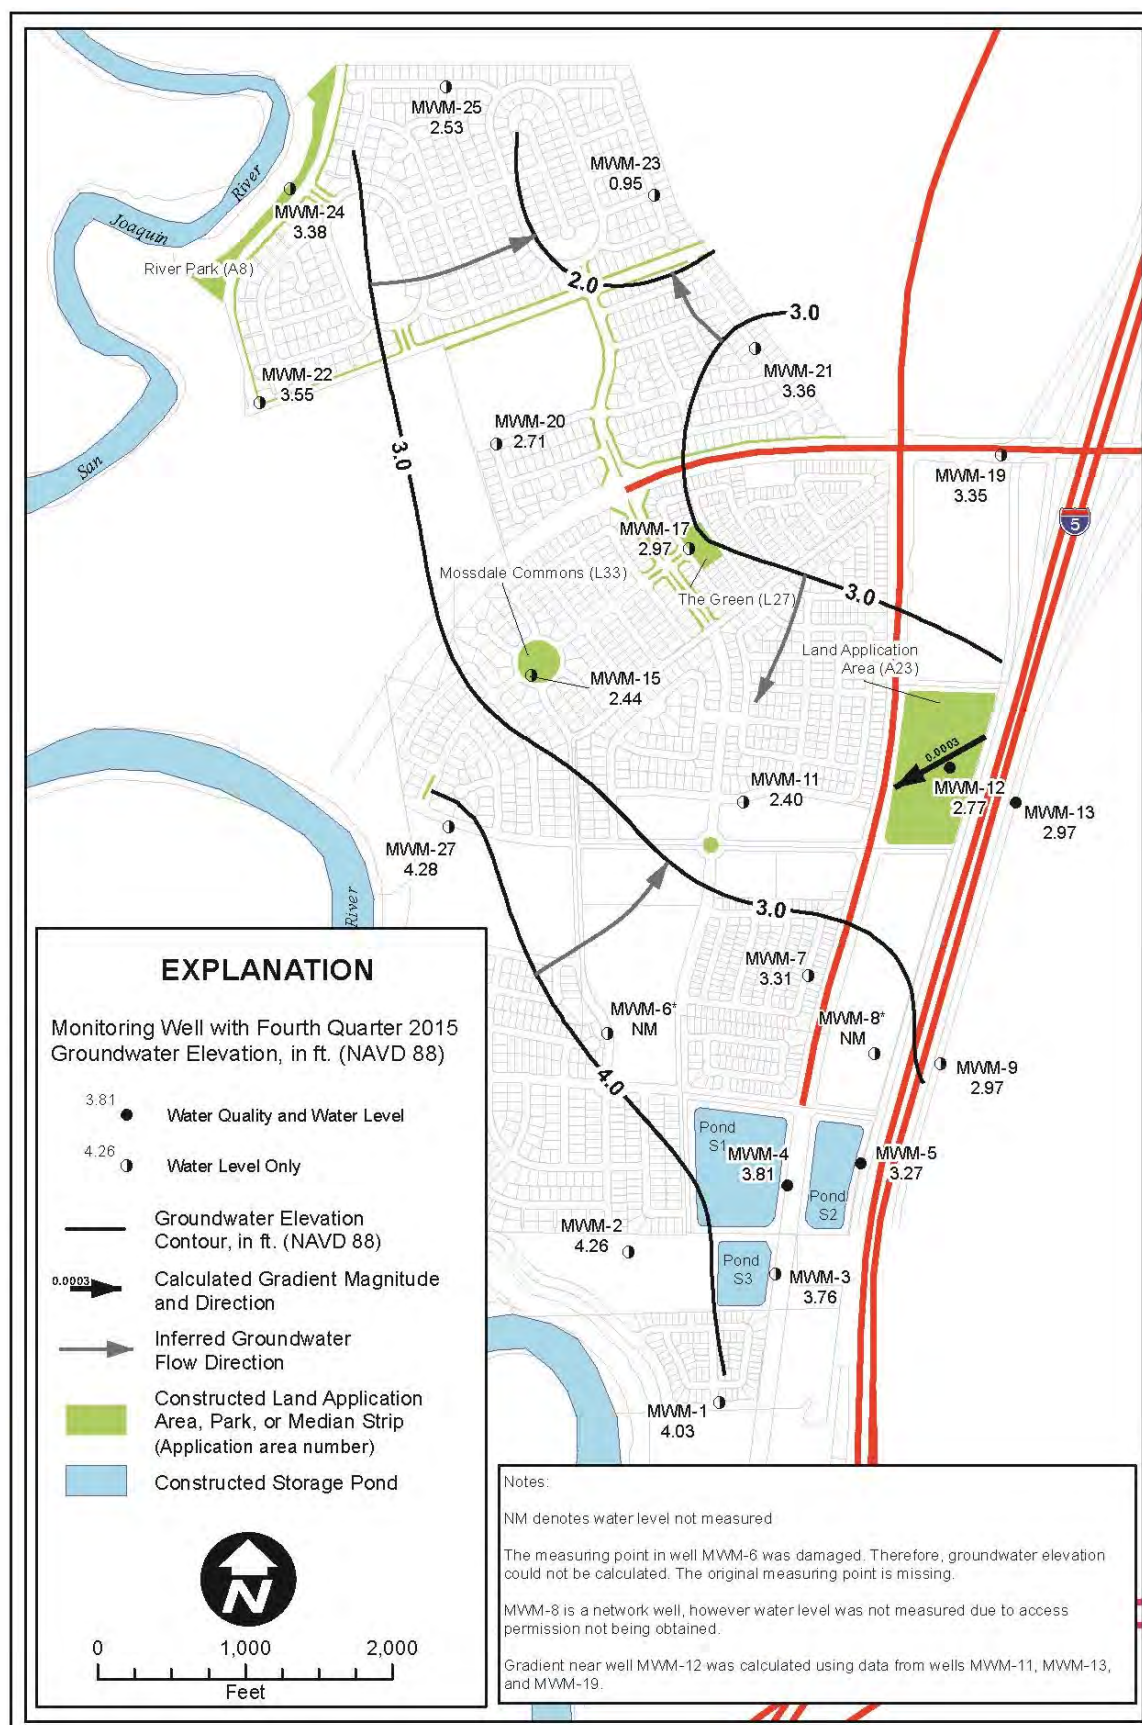 MWM-25
2.53
MWM-23
0.95
River
MWM-24
3.38
Joaquin
River Park (A8)
2.0
3.0
MWM-21
3.36
MWM-22
3.55
MWM-20
2.71
3.0
San
MWM-19
3.35
5
MWM-17
2.97
Mossdale Commons (L33)
The Green (L27)
3.0
Land Application
Area (A23)
MWM-15
2.44
0.0003
MWM-12
2.77
MWM-11
2.40
MWM-13
2.97
MWM-27
4.28
River
3.0
MWM-7
3.31
MWM-6*
NM
MWM-8*
NM
MWM-9
2.97
4.0
Pond
S1
MWM-4
3.81
MWM-5
3.27
Pond
S2
MWM-2
4.26
Pond
S3
MWM-3
3.76
MWM-1
4.03
EXPLANATION
Monitoring Well with Fourth Quarter 2015
Groundwater Elevation, in ft. (NAVD 88)
3.81
Water Quality and Water Level
4.26
Water Level Only
Groundwater Elevation
Contour, in ft. (NAVD 88)
0.0003
Calculated Gradient Magnitude
and Direction
Inferred Groundwater
Flow Direction
Constructed Land Application
Area, Park, or Median Strip
(Application area number)
Constructed Storage Pond
N
0 1,000 2,000
Feet
Notes:
NM denotes water level not measured
The measuring point in well MWM-6 was damaged. Therefore, groundwater elevation
could not be calculated. The original measuring point is missing.
MWM-8 is a network well, however water level was not measured due to access
permission not being obtained.
Gradient near well MWM-12 was calculated using data from wells MWM-11, MWM-13,
and MWM-19.